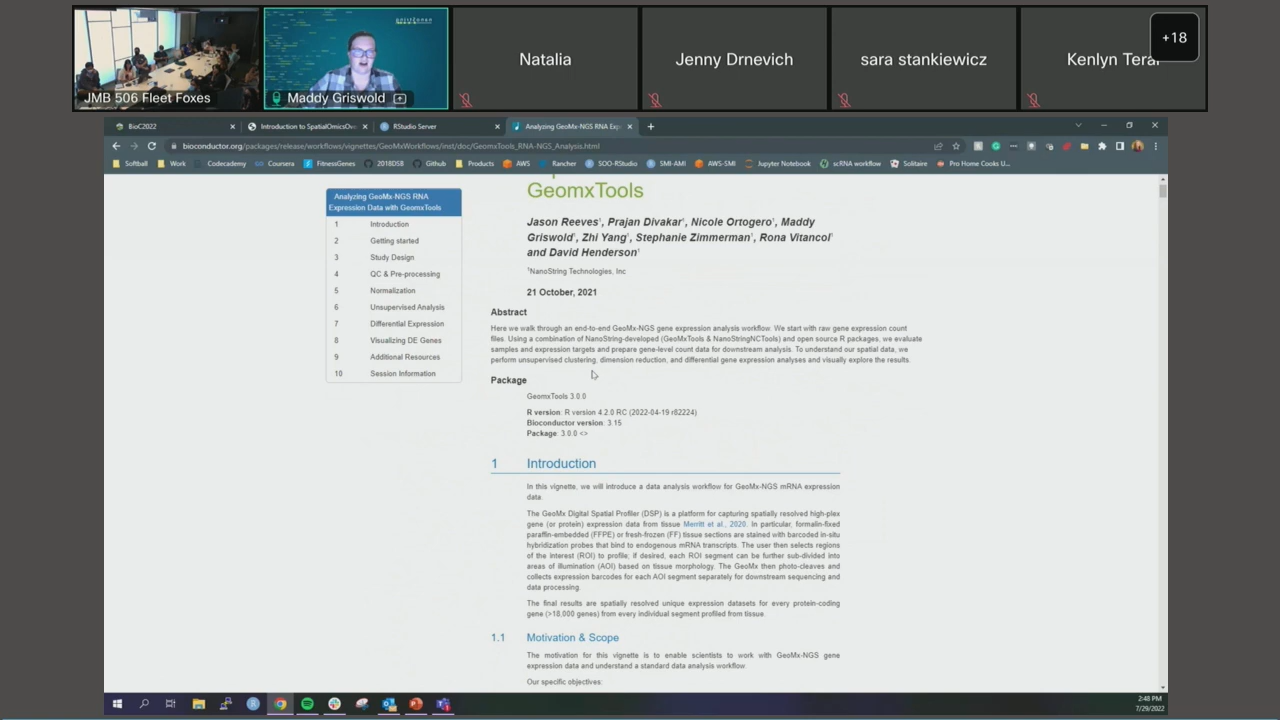 +18
Natalia
Jenny Drnevich
sara stankiewicz
Kenlyn Terai
JMB 506 Fleet Foxes
Maddy Griswold
BioC2022
Introduction to SpatialOmicsOv
RStudio Server
Analyzing GeoMx-NGS RNA Exp
bioconductor.org/packages/release/workflows/vignettes/GeoMxWorkflows/inst/doc/GeomxTools_RNA-NGS_Analysis.html
Softball
Work
Codecademy
Coursera
FitnessGenes
2018DSB
Github
Products
AWS
Rancher
SOO-RStudio
SMI-AMI
AWS-SMI
Jupyter Notebook
scRNA workflow
Solitaire
Pro Home Cooks U...
Analyzing GeoMx-NGS RNA
Expression Data with GeomxTools
1 Introduction
2 Getting started
3 Study Design
4 QC & Pre-processing
5 Normalization
6 Unsupervised Analysis
7 Differential Expression
8 Visualizing DE Genes
9 Additional Resources
10 Session Information
GeomxTools
Jason Reeves¹, Prajan Divakar¹, Nicole Ortogero¹, Maddy
Griswold¹, Zhi Yang¹, Stephanie Zimmerman¹, Rona Vitancol¹
and David Henderson¹
¹NanoString Technologies, Inc
21 October, 2021
Abstract
Here we walk through an end-to-end GeoMx-NGS gene expression analysis workflow. We start with raw gene expression count
files. Using a combination of NanoString-developed (GeoMxTools & NanoStringNCTools) and open source R packages, we evaluate
samples and expression targets and prepare gene-level count data for downstream analysis. To understand our spatial data, we
perform unsupervised clustering, dimension reduction, and differential gene expression analyses and visually explore the results.
Package
GeomxTools 3.0.0
R version: R version 4.2.0 RC (2022-04-19 r82224)
Bioconductor version: 3.15
Package: 3.0.0 <>
1 Introduction
In this vignette, we will introduce a data analysis workflow for GeoMx-NGS mRNA expression
data.
The GeoMx Digital Spatial Profiler (DSP) is a platform for capturing spatially resolved high-plex
gene (or protein) expression data from tissue Merritt et al., 2020. In particular, formalin-fixed
paraffin-embedded (FFPE) or fresh-frozen (FF) tissue sections are stained with barcoded in-situ
hybridization probes that bind to endogenous mRNA transcripts. The user then selects regions
of the interest (ROI) to profile; if desired, each ROI segment can be further sub-divided into
areas of illumination (AOI) based on tissue morphology. The GeoMx then photo-cleaves and
collects expression barcodes for each AOI segment separately for downstream sequencing and
data processing.
The final results are spatially resolved unique expression datasets for every protein-coding
gene (>18,000 genes) from every individual segment profiled from tissue.
1.1 Motivation & Scope
The motivation for this vignette is to enable scientists to work with GeoMx-NGS gene
expression data and understand a standard data analysis workflow.
Our specific objectives:
2:48 PM
7/29/2022